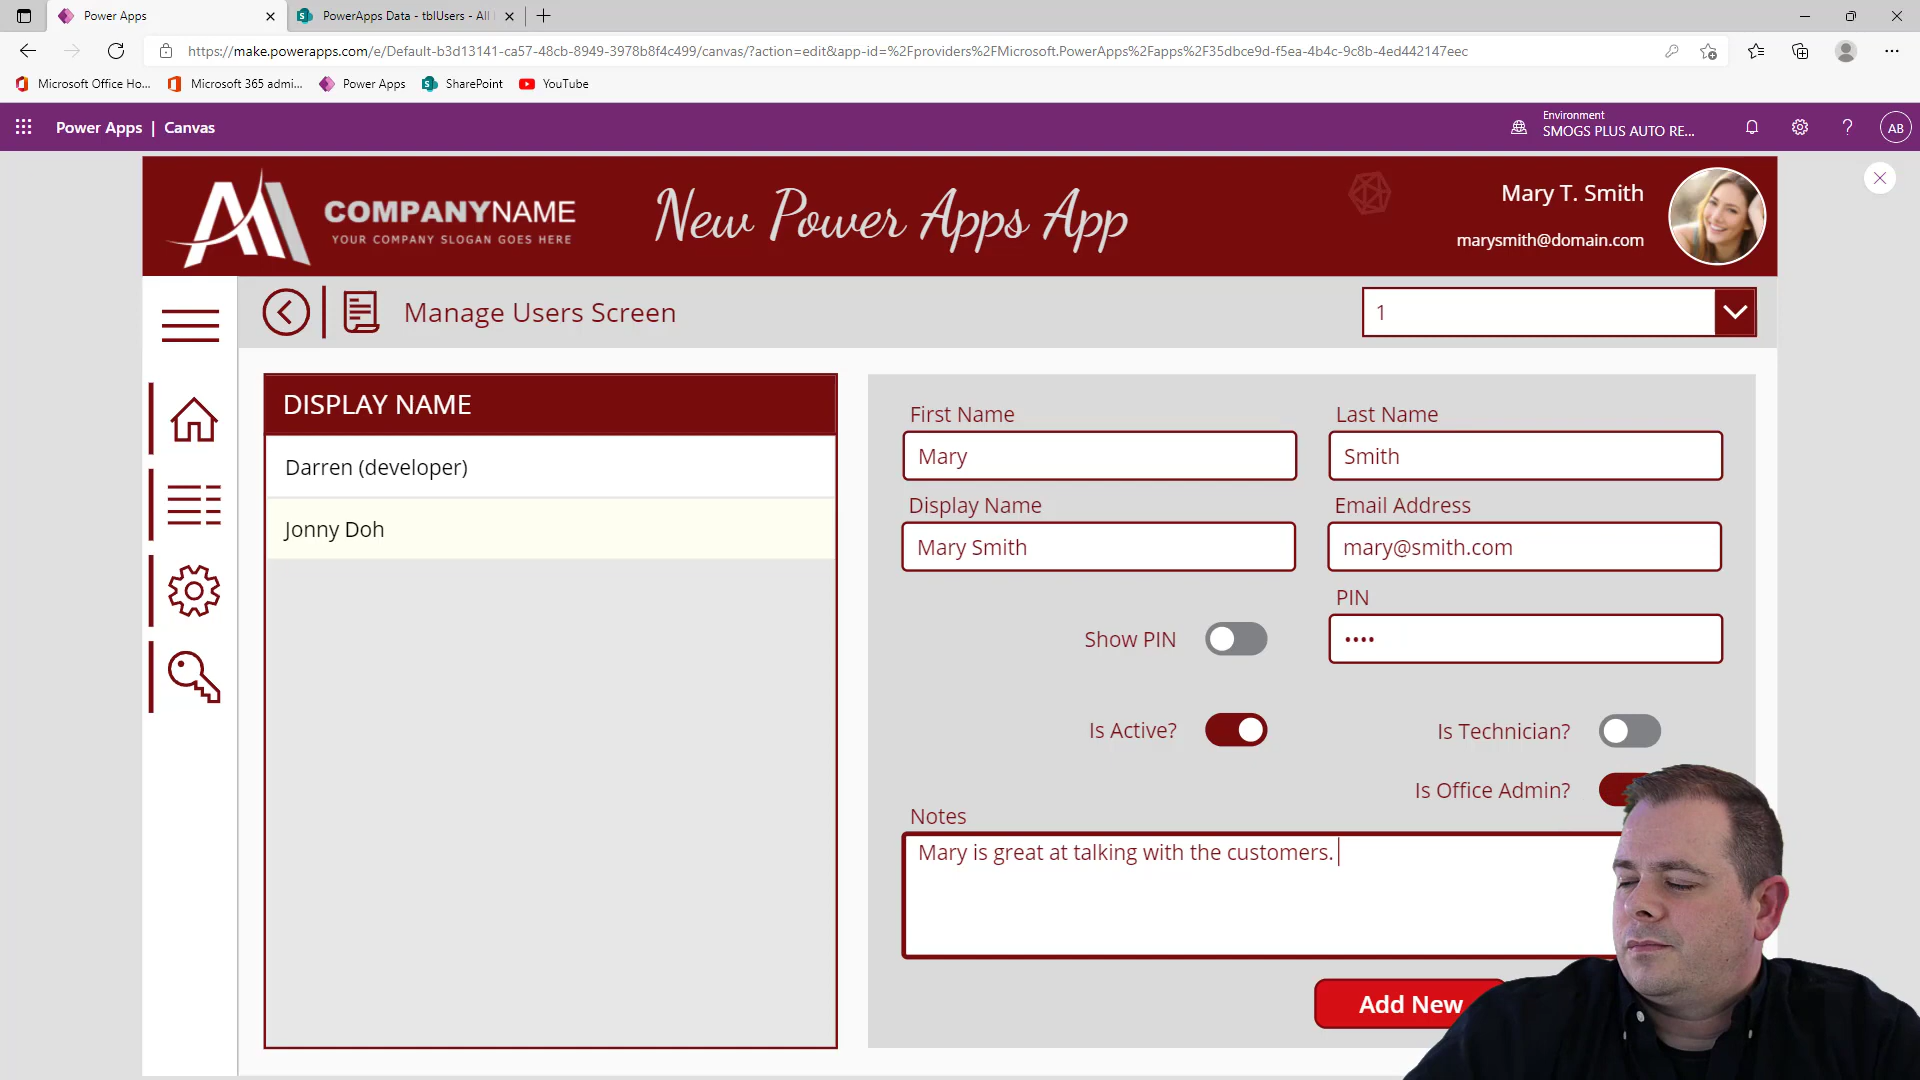 Power Apps
PowerApps Data - tblUsers - All
https://make.powerapps.com/e/Default-b3d13141-ca57-48cb-8949-3978b8f4c499/canvas/?action=edit&app-id=%2Fproviders%2FMicrosoft.PowerApps%2Fapps%2F35dbce9d-f5ea-4b4c-9c8b-4ed442147eec
Microsoft Office Ho...
Microsoft 365 admi...
Power Apps
SharePoint
YouTube
Power Apps | Canvas
Environment
SMOGS PLUS AUTO RE...
?
AB
COMPANYNAME
YOUR COMPANY SLOGAN GOES HERE
New Power Apps App
Mary T. Smith
marysmith@domain.com
Manage Users Screen
1
DISPLAY NAME
Darren (developer)
Jonny Doh
First Name
Last Name
Mary
Smith
Display Name
Email Address
Mary Smith
mary@smith.com
PIN
Show PIN
••••
Is Active?
Is Technician?
Is Office Admin?
Notes
Mary is great at talking with the customers.
Add New